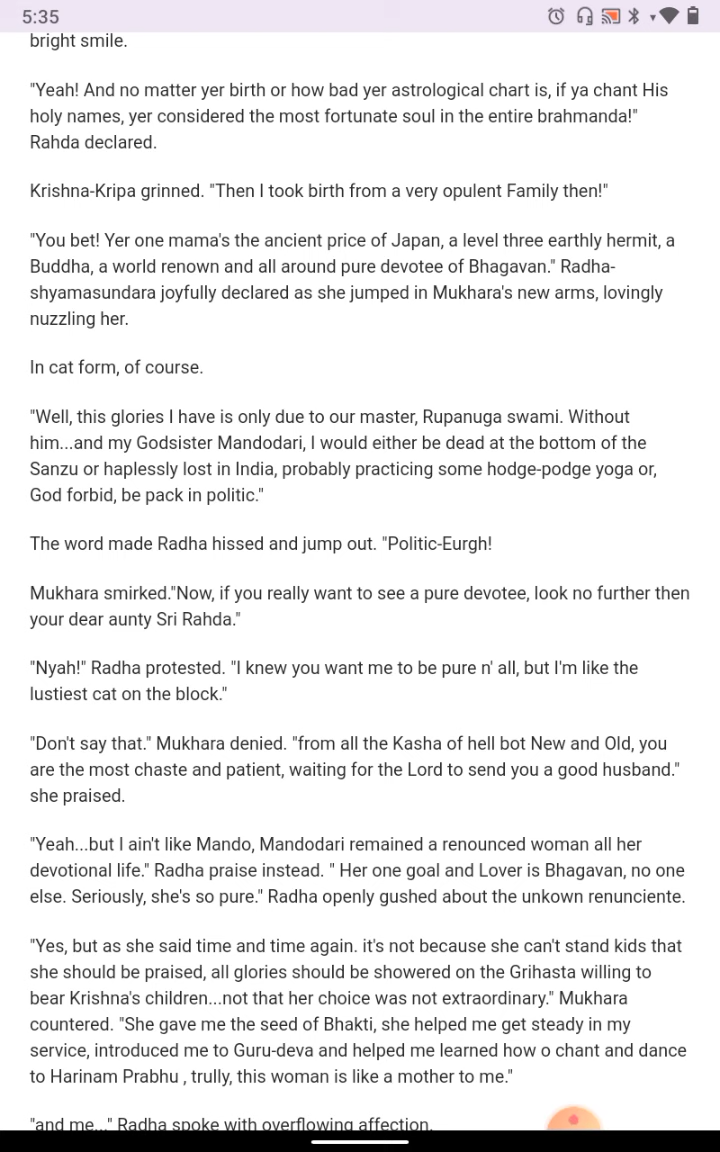 5:35
bright smile.
"Yeah! And no matter yer birth or how bad yer astrological chart is, if ya chant His
holy names, yer considered the most fortunate soul in the entire brahmanda!"
Rahda declared.
Krishna-Kripa grinned. "Then I took birth from a very opulent Family then!"
"You bet! Yer one mama's the ancient price of Japan, a level three earthly hermit, a
Buddha, a world renown and all around pure devotee of Bhagavan." Radha-
shyamasundara joyfully declared as she jumped in Mukhara's new arms, lovingly
nuzzling her.
In cat form, of course.
"Well, this glories I have is only due to our master, Rupanuga swami. Without
him...and my Godsister Mandodari, I would either be dead at the bottom of the
Sanzu or haplessly lost in India, probably practicing some hodge-podge yoga or,
God forbid, be pack in politic."
The word made Radha hissed and jump out. "Politic-Eurgh!
Mukhara smirked."Now, if you really want to see a pure devotee, look no further then
your dear aunty Sri Rahda."
"Nyah!" Radha protested. "I knew you want me to be pure n' all, but I'm like the
lustiest cat on the block."
"Don't say that." Mukhara denied. "from all the Kasha of hell bot New and Old, you
are the most chaste and patient, waiting for the Lord to send you a good husband."
she praised.
"Yeah...but I ain't like Mando, Mandodari remained a renounced woman all her
devotional life." Radha praise instead. " Her one goal and Lover is Bhagavan, no one
else. Seriously, she's so pure." Radha openly gushed about the unkown renunciente.
"Yes, but as she said time and time again. it's not because she can't stand kids that
she should be praised, all glories should be showered on the Grihasta willing to
bear Krishna's children...not that her choice was not extraordinary." Mukhara
countered. "She gave me the seed of Bhakti, she helped me get steady in my
service, introduced me to Guru-deva and helped me learned how o chant and dance
to Harinam Prabhu , trully, this woman is like a mother to me."
"and me..." Radha spoke with overflowing affection.